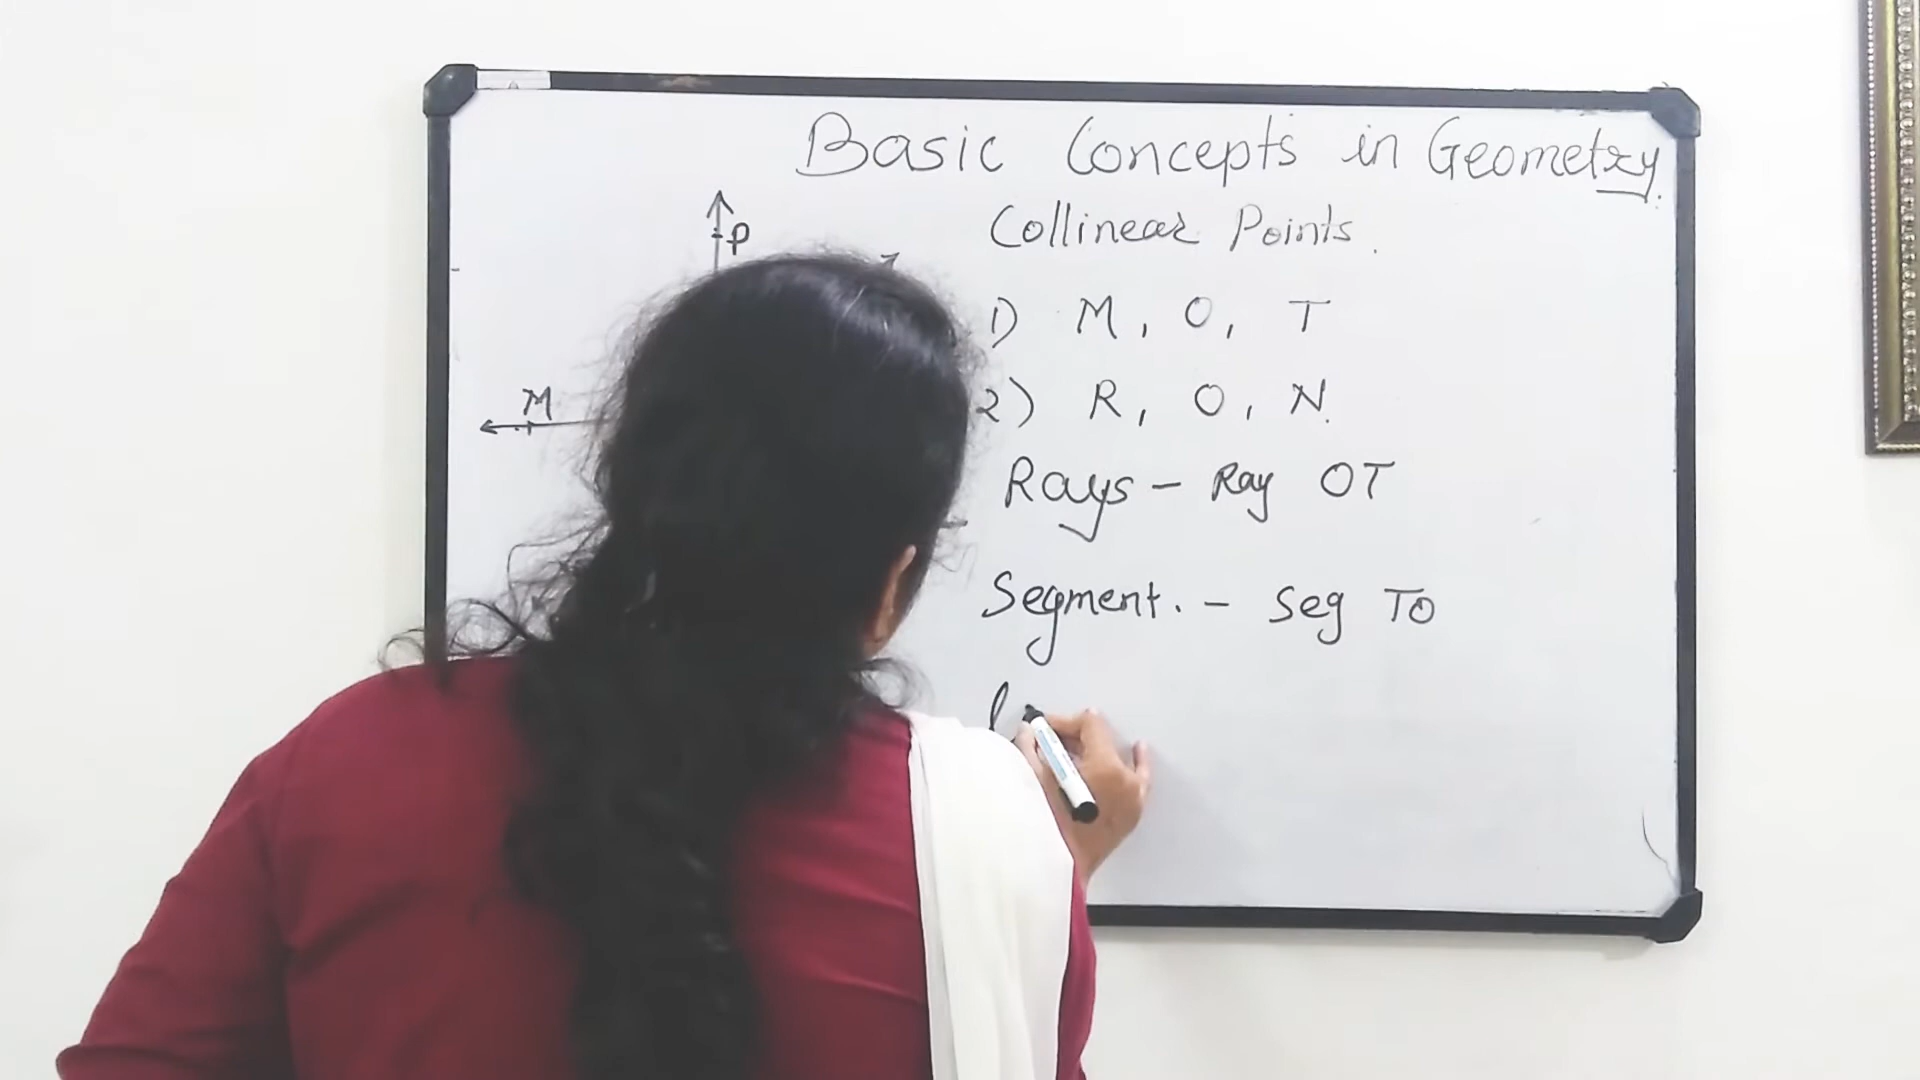 Basic Concepts in Geometry.
Collinear Points.
P
1) M, O, T
M
2) R, O, N.
Rays - Ray OT
Segment. - Seg TO